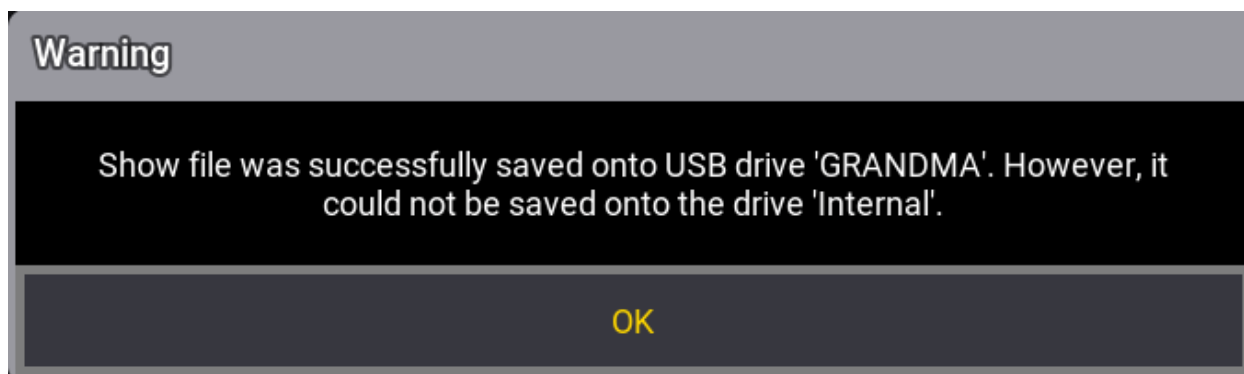 Warning
Show file was successfully saved onto USB drive 'GRANDMA'. However, it
could not be saved onto the drive 'Internal'.
OK